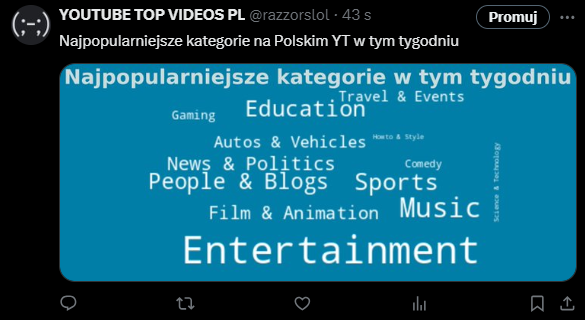 YOUTUBE TOP VIDEOS PL @razzorslol · 43 s
Promuj
Najpopularniejsze kategorie na Polskim YT w tym tygodniu
Najpopularniejsze kategorie w tym tygodniu
Travel & Events
Education
Gaming
Howto & Style
Autos & Vehicles
News & Politics
Comedy
Science & Technology
People & Blogs
Sports
Music
Film & Animation
Entertainment